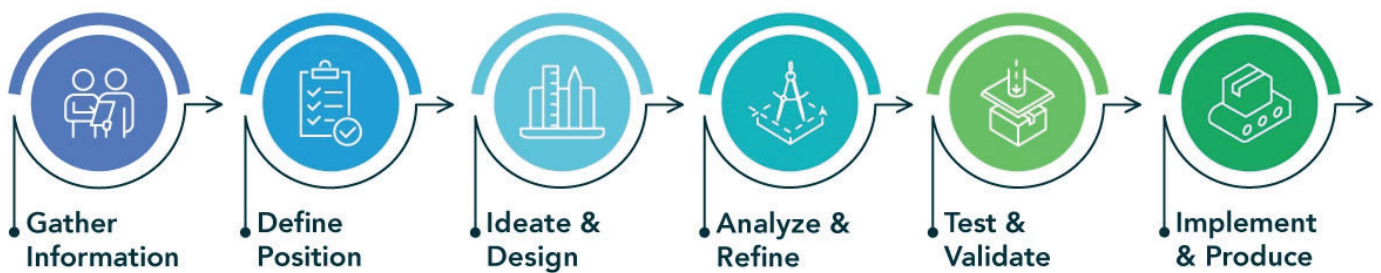 Gather
Information
Define
Position
Ideate &
Design
Analyze &
Refine
Test &
Validate
Implement
& Produce